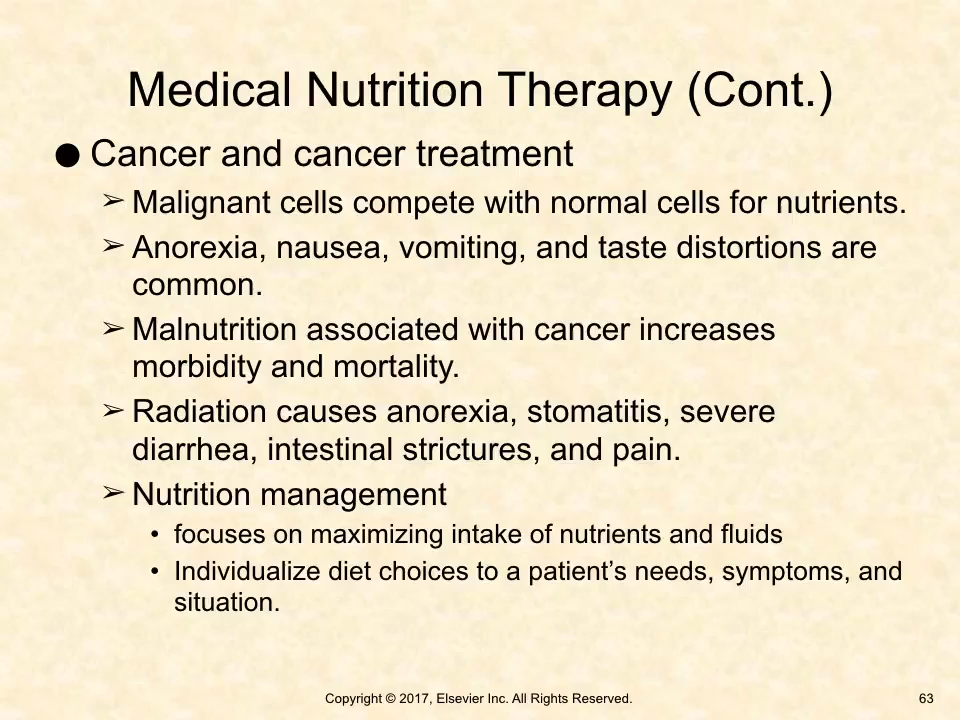 Medical Nutrition Therapy (Cont.)
● Cancer and cancer treatment
➢ Malignant cells compete with normal cells for nutrients.
➢ Anorexia, nausea, vomiting, and taste distortions are
common.
➢ Malnutrition associated with cancer increases
morbidity and mortality.
➢ Radiation causes anorexia, stomatitis, severe
diarrhea, intestinal strictures, and pain.
➢ Nutrition management
• focuses on maximizing intake of nutrients and fluids
• Individualize diet choices to a patient’s needs, symptoms, and
situation.
Copyright © 2017, Elsevier Inc. All Rights Reserved.
63